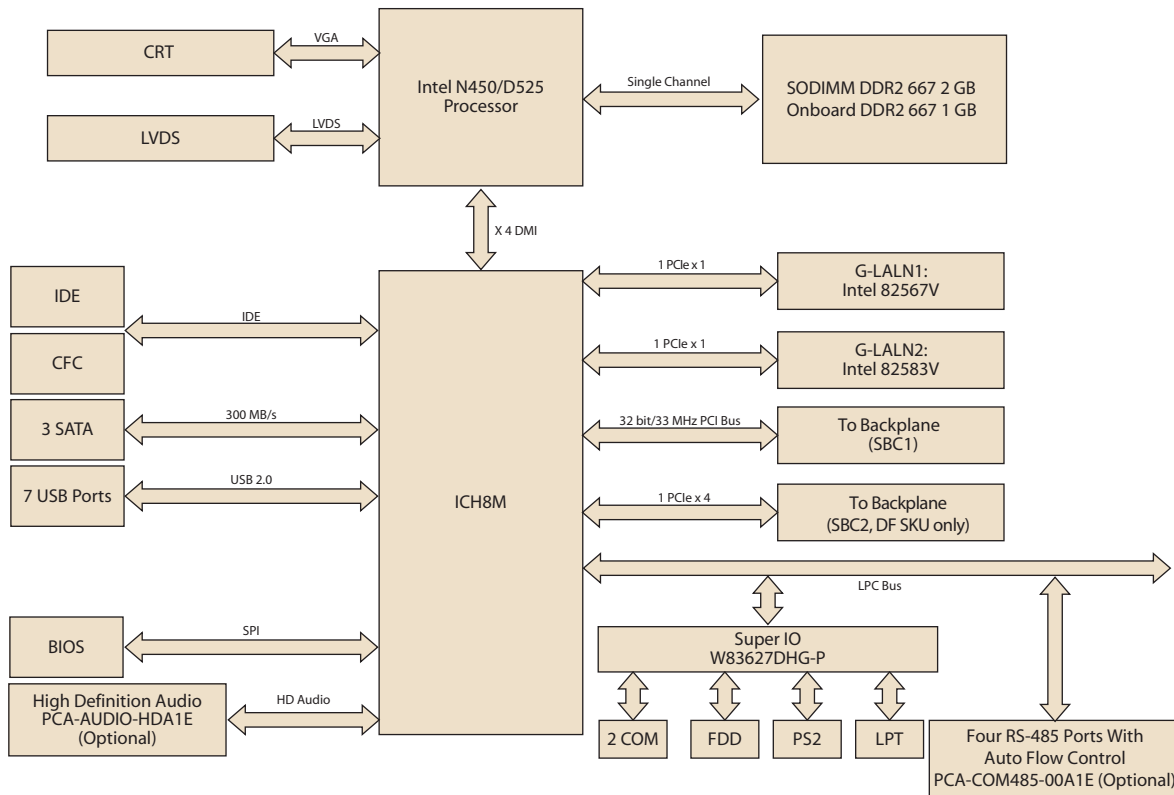 CRT
VGA
Intel N450/D525
Processor
Single Channel
SODIMM DDR2 667 2 GB
Onboard DDR2 667 1 GB
LVDS
LVDS
X 4 DMI
IDE
CFC
IDE
3 SATA
300 MB/s
7 USB Ports
USB 2.0
ICH8M
1 PCIe x 1
G-LALN1:
Intel 82567V
1 PCIe x 1
G-LALN2:
Intel 82583V
32 bit/33 MHz PCI Bus
To Backplane
(SBC1)
1 PCIe x 4
To Backplane
(SBC2, DF SKU only)
LPC Bus
BIOS
SPI
High Definition Audio
PCA-AUDIO-HDA1E
(Optional)
HD Audio
Super IO
W83627DHG-P
2 COM
FDD
PS2
LPT
Four RS-485 Ports With
Auto Flow Control
PCA-COM485-00A1E (Optional)